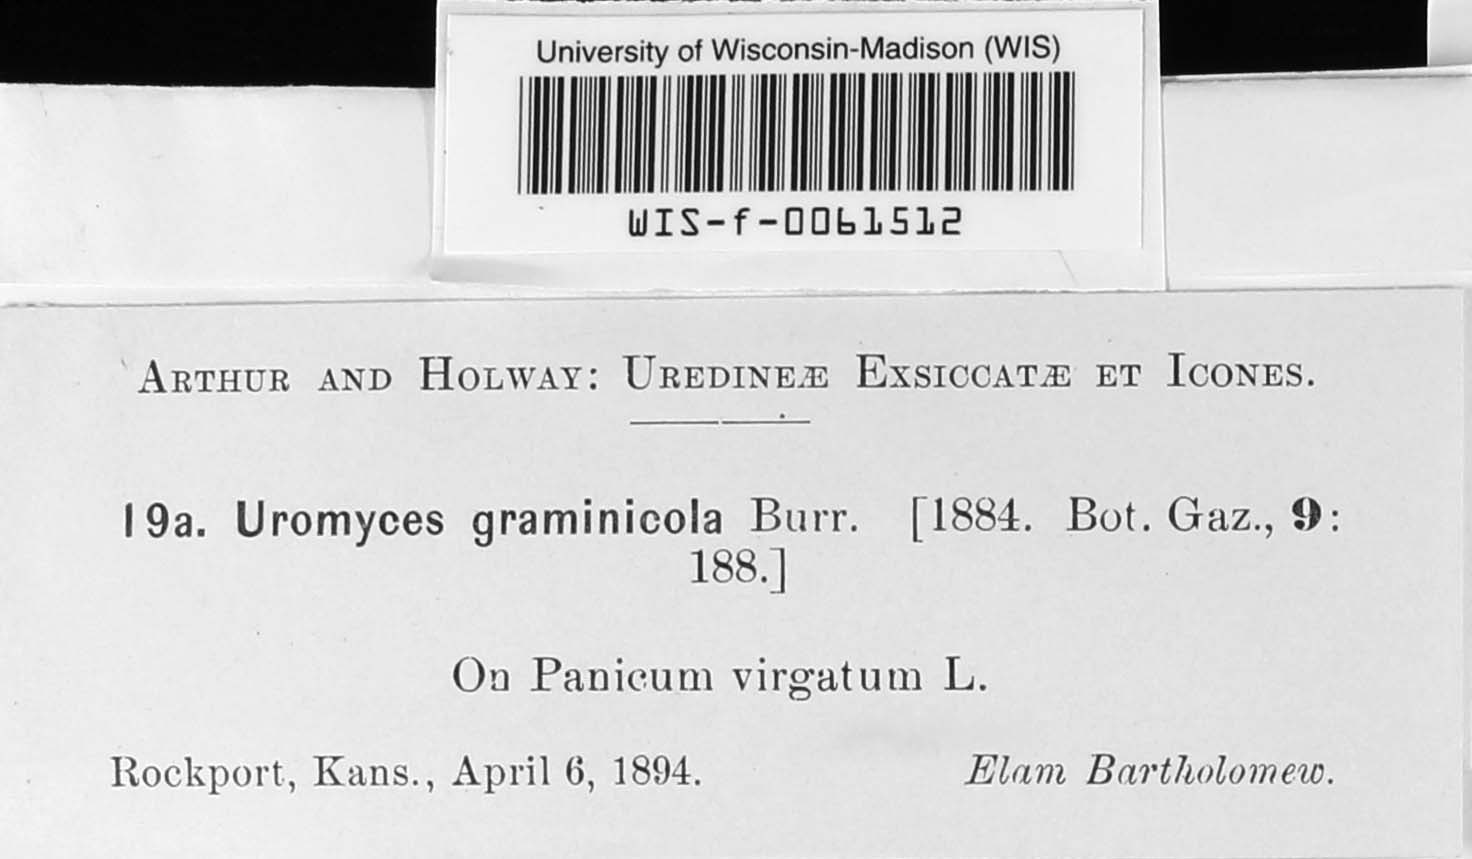 University of Wisconsin-Madison (WIS)
WIS-f-0061512
ARTHUR AND HOLWAY: UREDINEÆ EXSICCATÆ ET ICONES.
19a. Uromyces graminicola Burr. [1884. Bot. Gaz., 9:
188.]
On Panicum virgatum L.
Rockport, Kans., April 6, 1894. Elam Bartholomew.